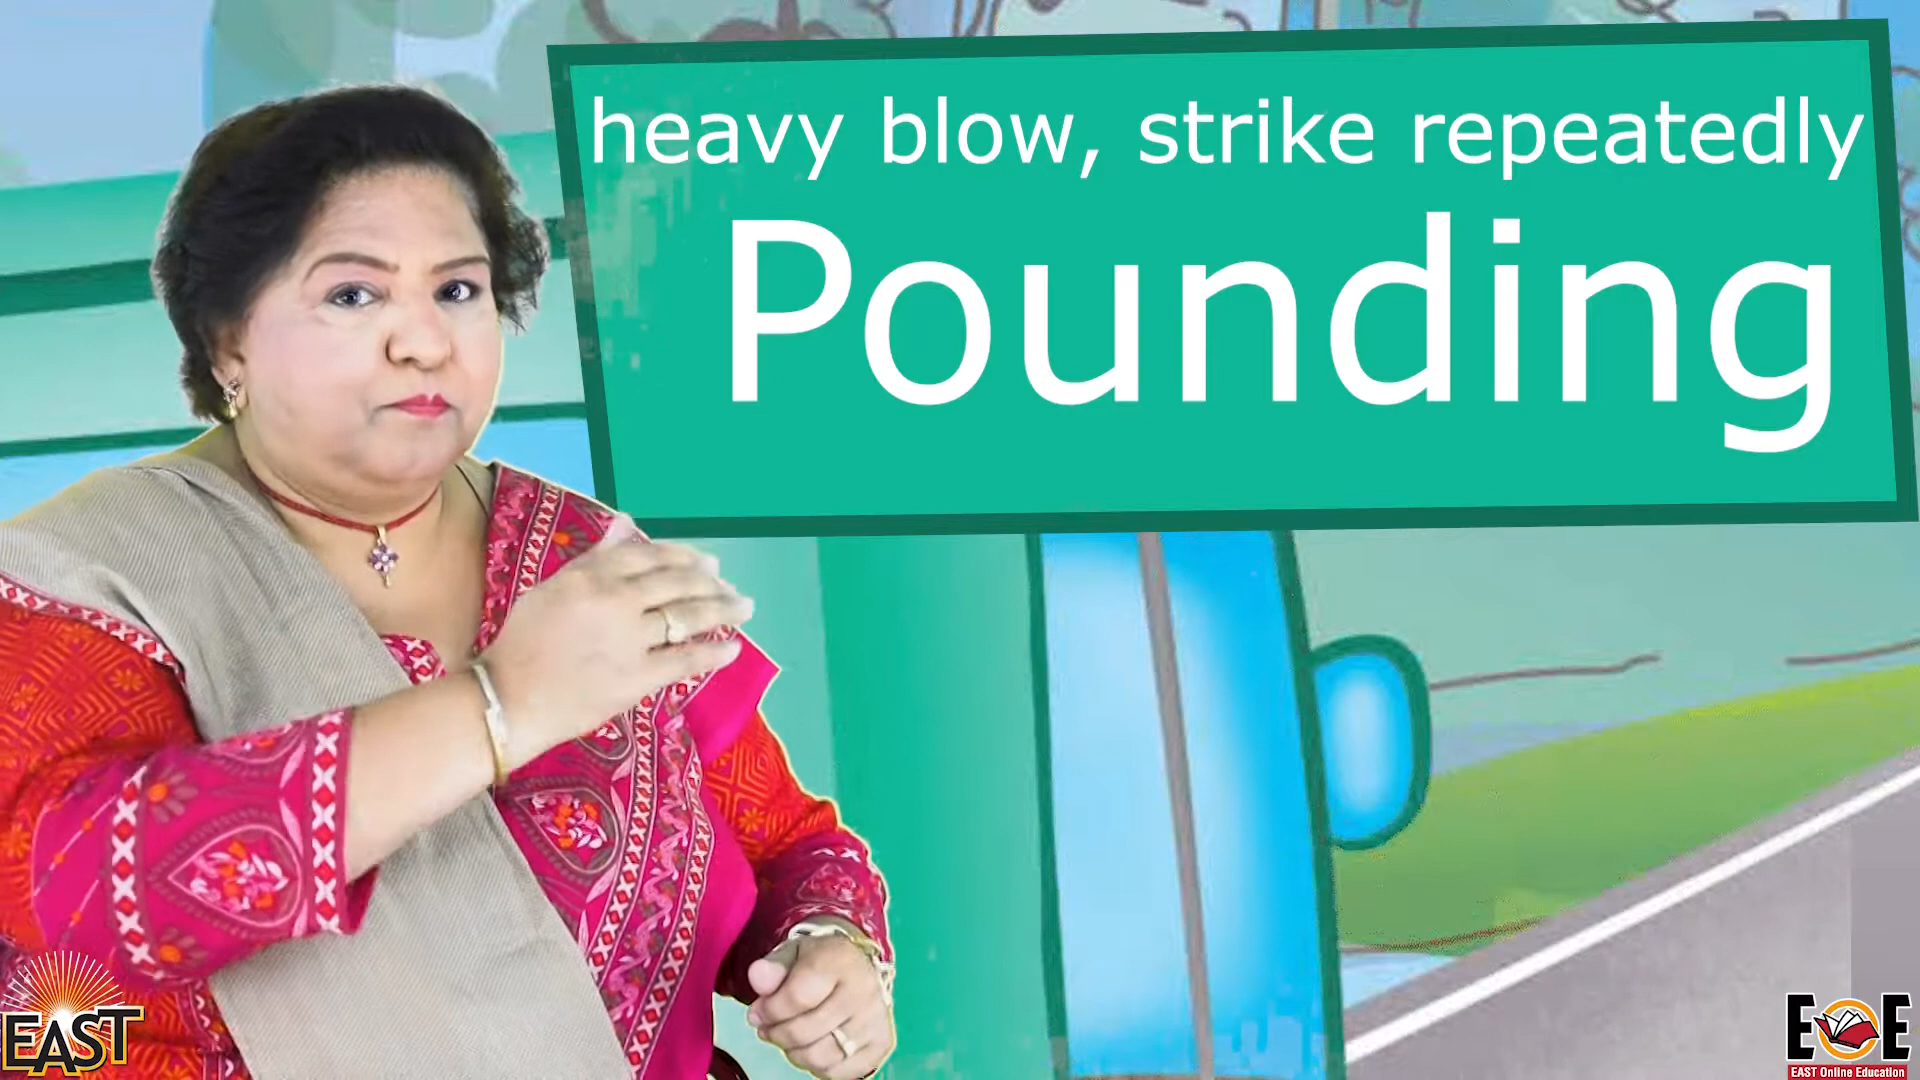 heavy blow, strike repeatedly
Pounding
EAST
EOE
EAST Online Education